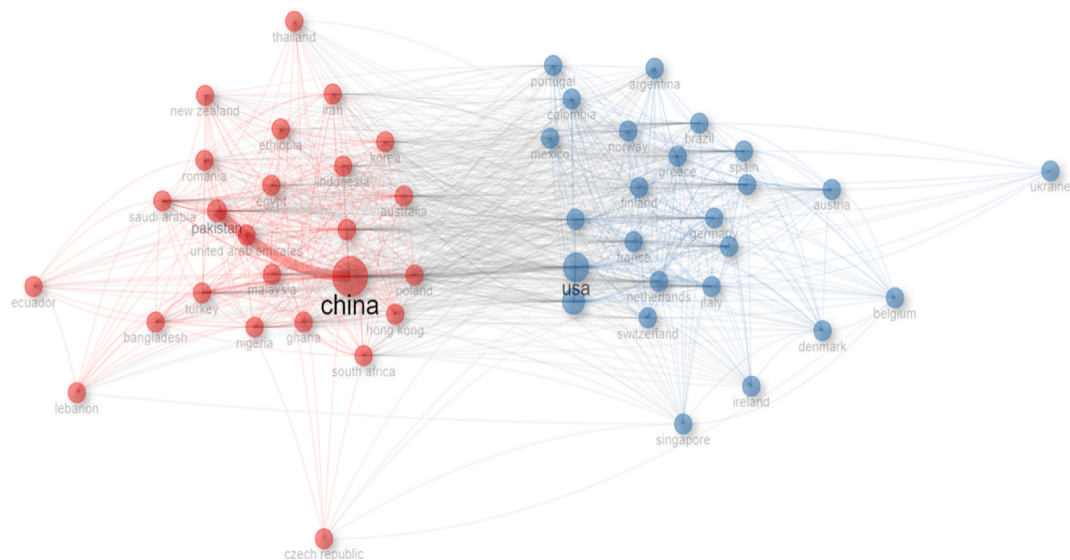 thailand
portugal
argentina
new zealand
iran
colombia
ethiopia
korea
mexico
norway
brazil
romania
indonesia
greece
spain
ukraine
egypt
finland
austria
saudi arabia
australia
pakistan
germany
united arab emirates
france
malaysia
poland
usa
netherlands
italy
ecuador
china
turkey
belgium
bangladesh
nigeria
ghana
hong kong
switzerland
denmark
south africa
lebanon
ireland
singapore
czech republic